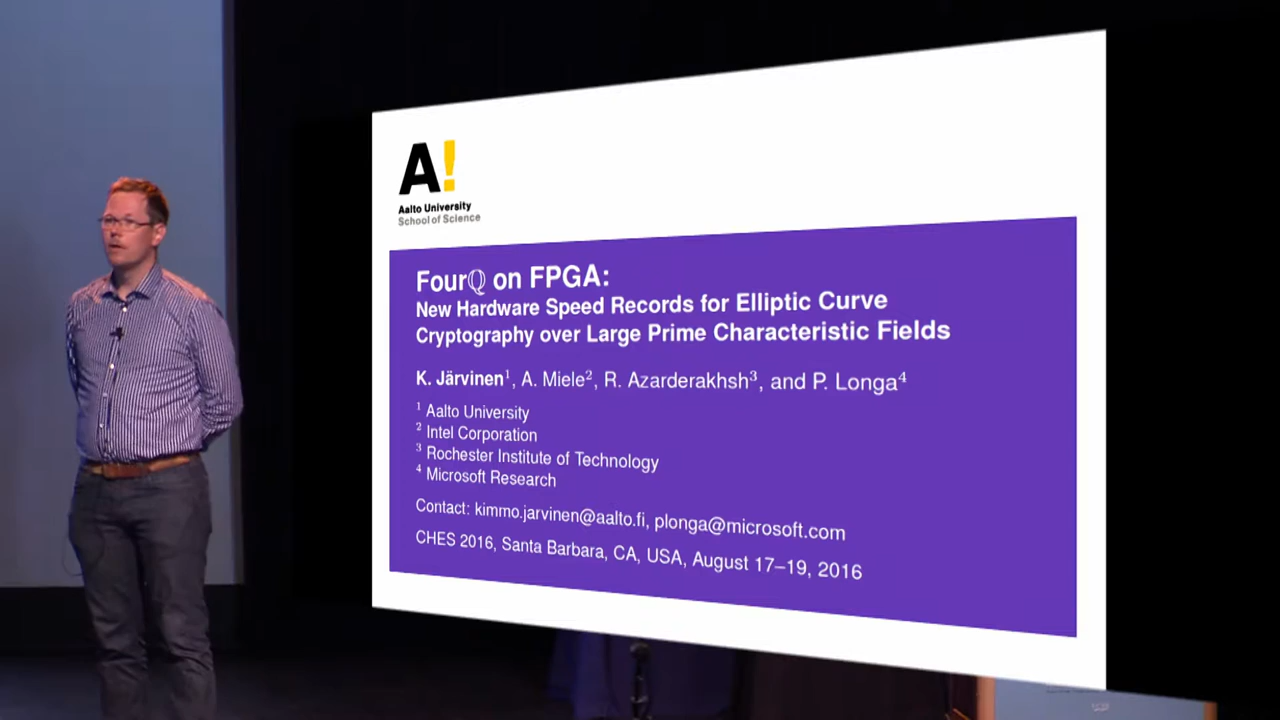 A!
Aalto University
School of Science
Fourℚ on FPGA:
New Hardware Speed Records for Elliptic Curve
Cryptography over Large Prime Characteristic Fields
K. Järvinen¹, A. Miele², R. Azarderakhsh³, and P. Longa⁴
¹ Aalto University
² Intel Corporation
³ Rochester Institute of Technology
⁴ Microsoft Research
Contact: kimmo.jarvinen@aalto.fi, plonga@microsoft.com
CHES 2016, Santa Barbara, CA, USA, August 17–19, 2016